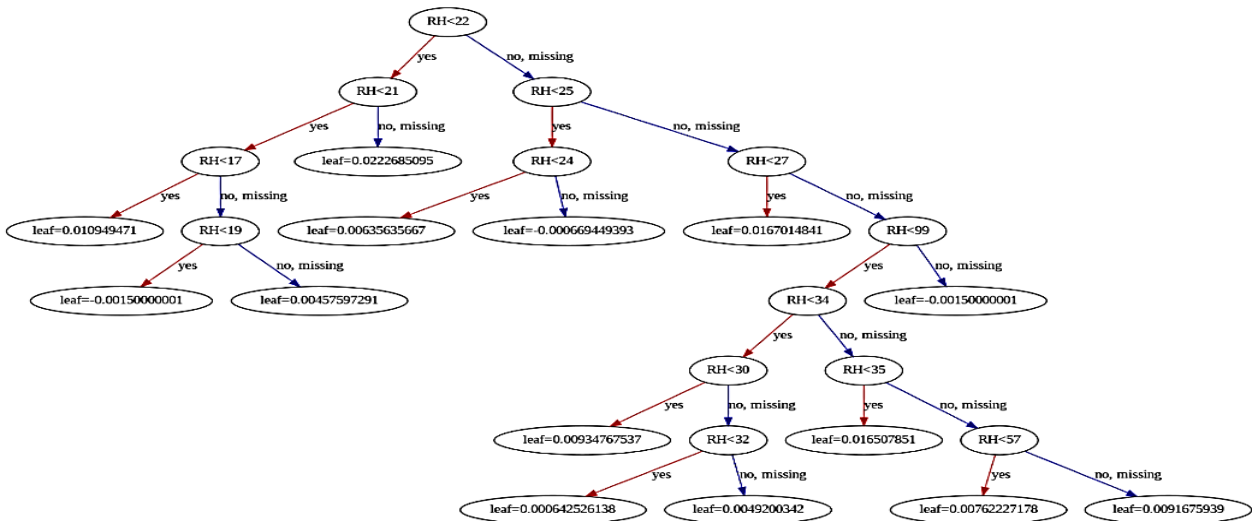 RH<22
yes
no, missing
RH<21
RH<25
yes
no, missing
yes
no, missing
RH<17
leaf=0.0222685095
RH<24
RH<27
yes
no, missing
yes
no, missing
yes
no, missing
leaf=0.010949471
RH<19
leaf=0.00635635667
leaf=-0.000669449393
leaf=0.0167014841
RH<99
yes
no, missing
yes
no, missing
leaf=-0.00150000001
leaf=0.00457597291
RH<34
leaf=-0.00150000001
yes
no, missing
RH<30
RH<35
yes
no, missing
yes
no, missing
leaf=0.00934767537
RH<32
leaf=0.016507851
RH<57
yes
no, missing
yes
no, missing
leaf=0.000642526138
leaf=0.0049200342
leaf=0.00762227178
leaf=0.0091675939